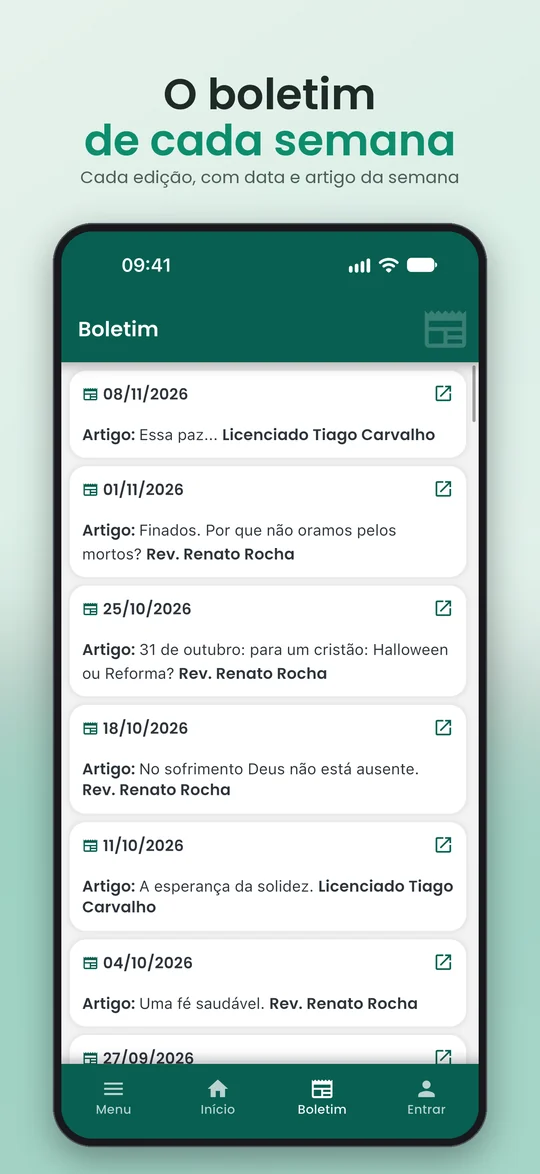 O boletim
de cada semana
Cada edição, com data e artigo da semana
09:41
Boletim
08/11/2026
Artigo: Essa paz... Licenciado Tiago Carvalho
01/11/2026
Artigo: Finados. Por que não oramos pelos
mortos? Rev. Renato Rocha
25/10/2026
Artigo: 31 de outubro: para um cristão: Halloween
ou Reforma? Rev. Renato Rocha
18/10/2026
Artigo: No sofrimento Deus não está ausente.
Rev. Renato Rocha
11/10/2026
Artigo: A esperança da solidez. Licenciado Tiago
Carvalho
04/10/2026
Artigo: Uma fé saudável. Rev. Renato Rocha
27/09/2026
Menu
Início
Boletim
Entrar